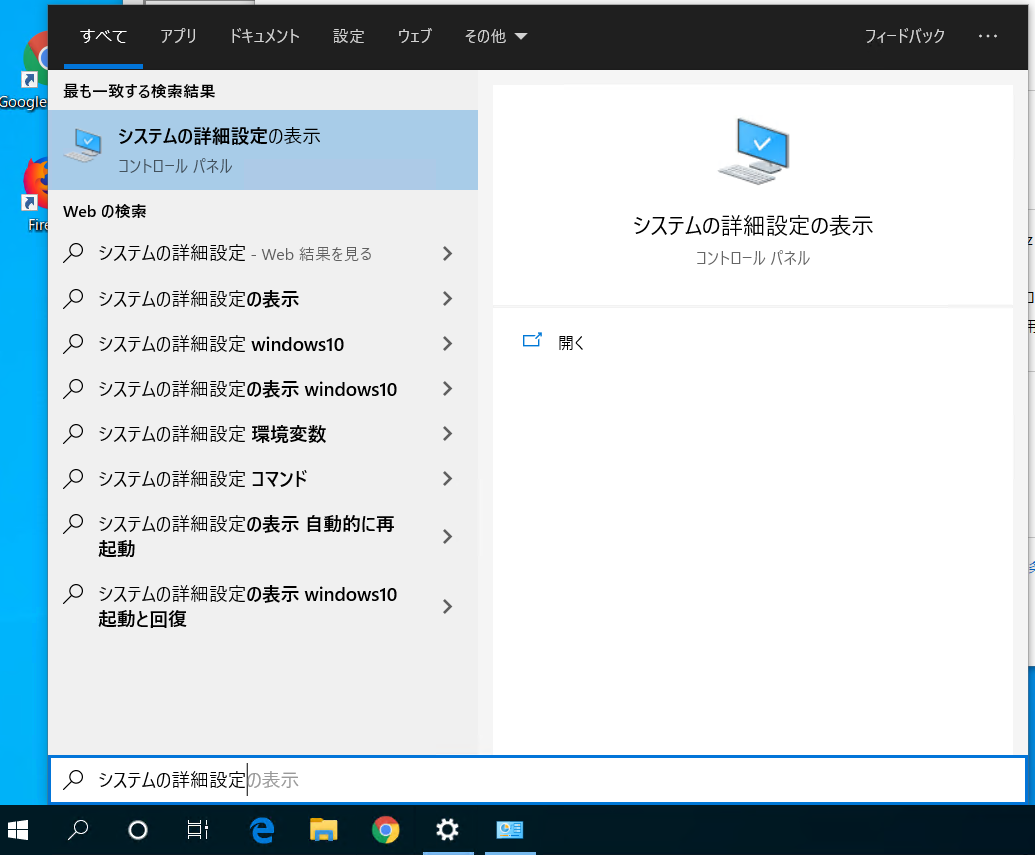 すべて
アプリ
ドキュメント
設定
ウェブ
その他
フィードバック
最も一致する検索結果
システムの詳細設定の表示
コントロール パネル
Web の検索
システムの詳細設定 - Web 結果を見る
システムの詳細設定の表示
システムの詳細設定 windows10
システムの詳細設定の表示 windows10
システムの詳細設定 環境変数
システムの詳細設定 コマンド
システムの詳細設定の表示 自動的に再
起動
システムの詳細設定の表示 windows10
起動と回復
システムの詳細設定の表示
コントロール パネル
開く
システムの詳細設定の表示
Google
Fire